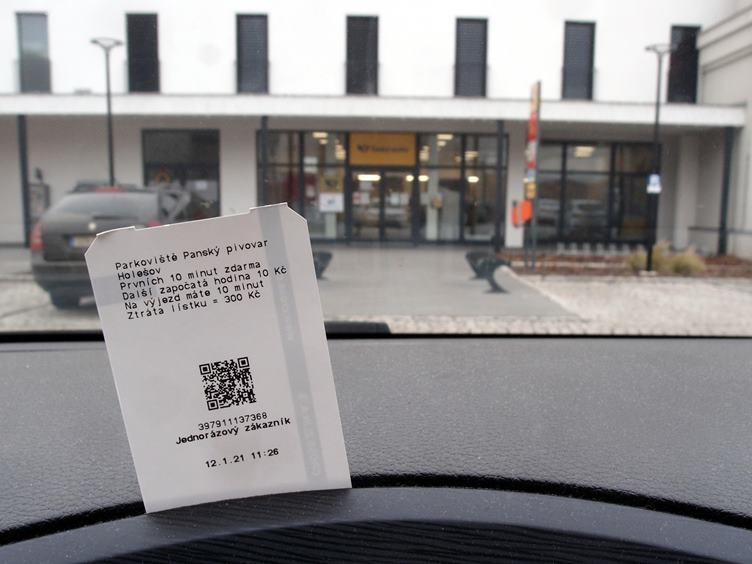 Parkoviště Panský pivovar
Holešov
Prvních 10 minut zdarma
Další započatá hodina 10 Kč
Na výjezd máte 10 minut
Ztráta lístku = 300 Kč
397911137368
Jednorázový zákazník
12.1.21 11:26